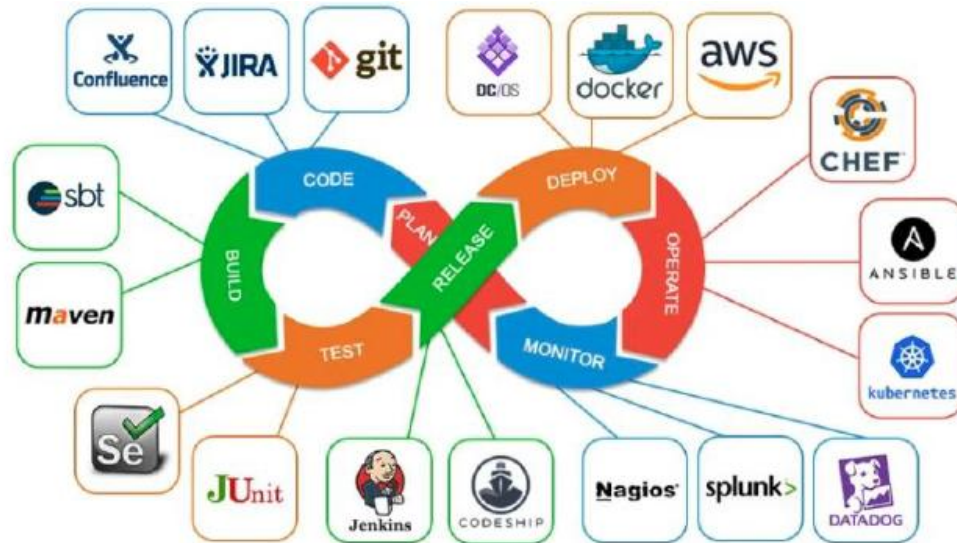 Confluence
JIRA
git
DC/OS
docker
aws
CHEF
sbt
CODE
PLAN
RELEASE
DEPLOY
BUILD
OPERATE
ANSIBLE
maven
TEST
MONITOR
kubernetes
Se
JUnit
Jenkins
CODESHIP
Nagios®
splunk>
DATADOG